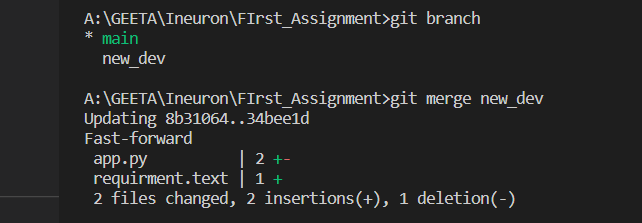 A:\GEETA\Ineuron\FIrst_Assignment>git branch
* main
  new_dev
A:\GEETA\Ineuron\FIrst_Assignment>git merge new_dev
Updating 8b31064..34bee1d
Fast-forward
 app.py         | 2 +-
 requirment.text | 1 +
 2 files changed, 2 insertions(+), 1 deletion(-)